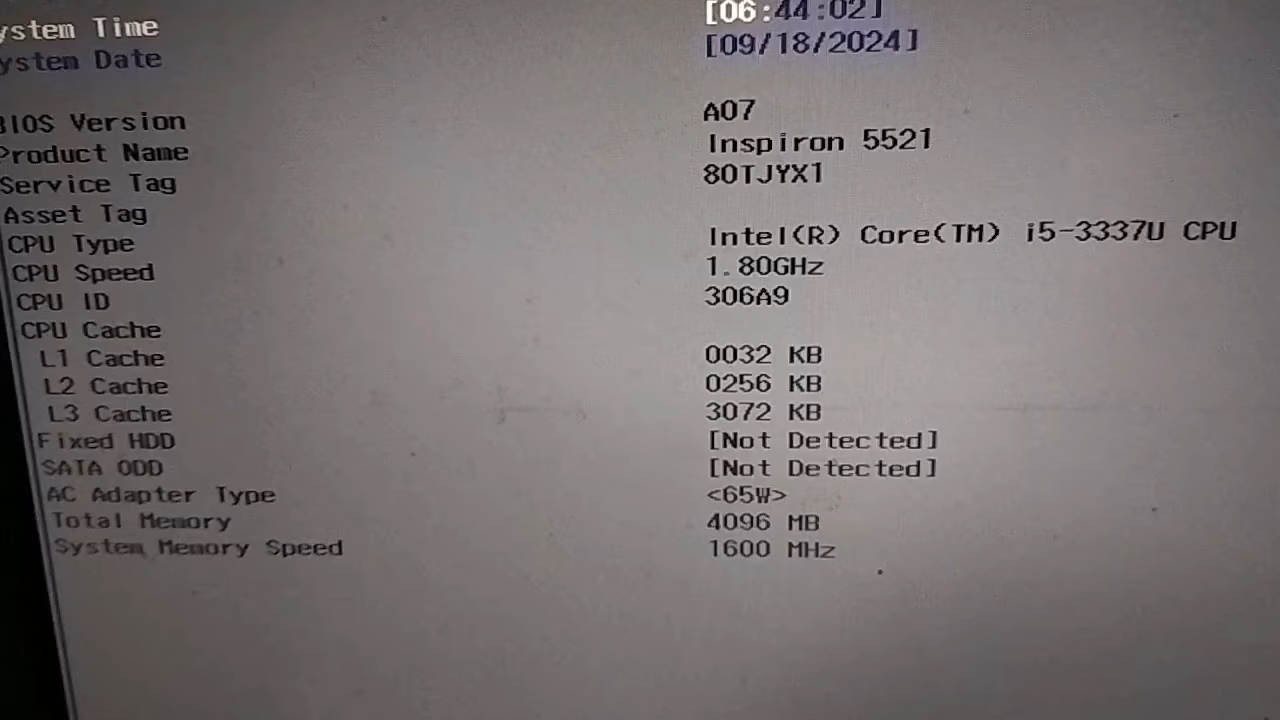 ystem Time [06:44:02]
ystem Date [09/18/2024]
BIOS Version A07
Product Name Inspiron 5521
Service Tag 80TJYX1
Asset Tag
CPU Type Intel(R) Core(TM) i5-3337U CPU
CPU Speed 1.80GHz
CPU ID 306A9
CPU Cache
L1 Cache 0032 KB
L2 Cache 0256 KB
L3 Cache 3072 KB
Fixed HDD [Not Detected]
SATA ODD [Not Detected]
AC Adapter Type <65W>
Total Memory 4096 MB
System Memory Speed 1600 MHz